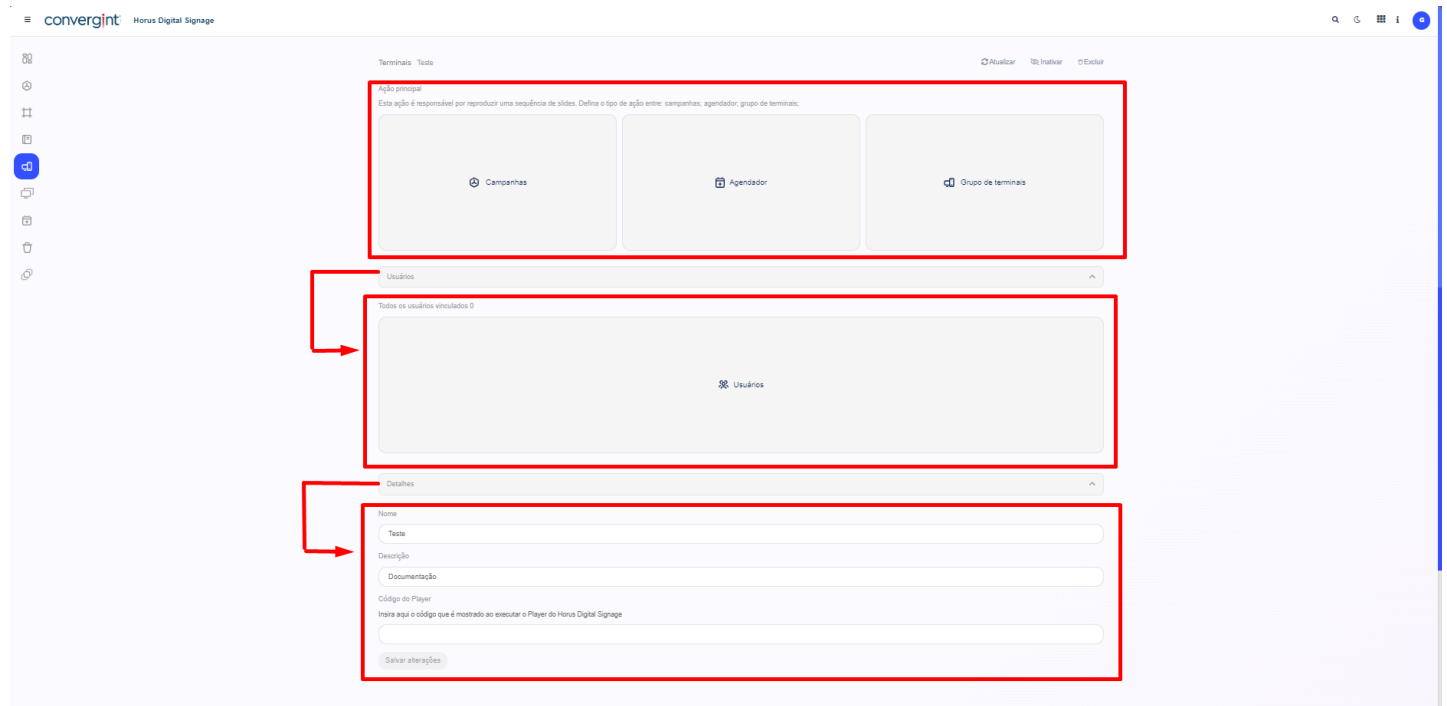 convergint Horus Digital Signage
Terminais Teste Atualizar Inativar Excluir
Ação principal
Esta ação é responsável por reproduzir uma sequência de slides. Defina o tipo de ação entre: campanhas; agendador; grupo de terminais;
Campanhas Agendador Grupo de terminais
Usuários
Todos os usuários vinculados 0
Usuários
Detalhes
Nome
Teste
Descrição
Documentação
Código do Player
Insira aqui o código que é mostrado ao executar o Player do Horus Digital Signage
Salvar alterações